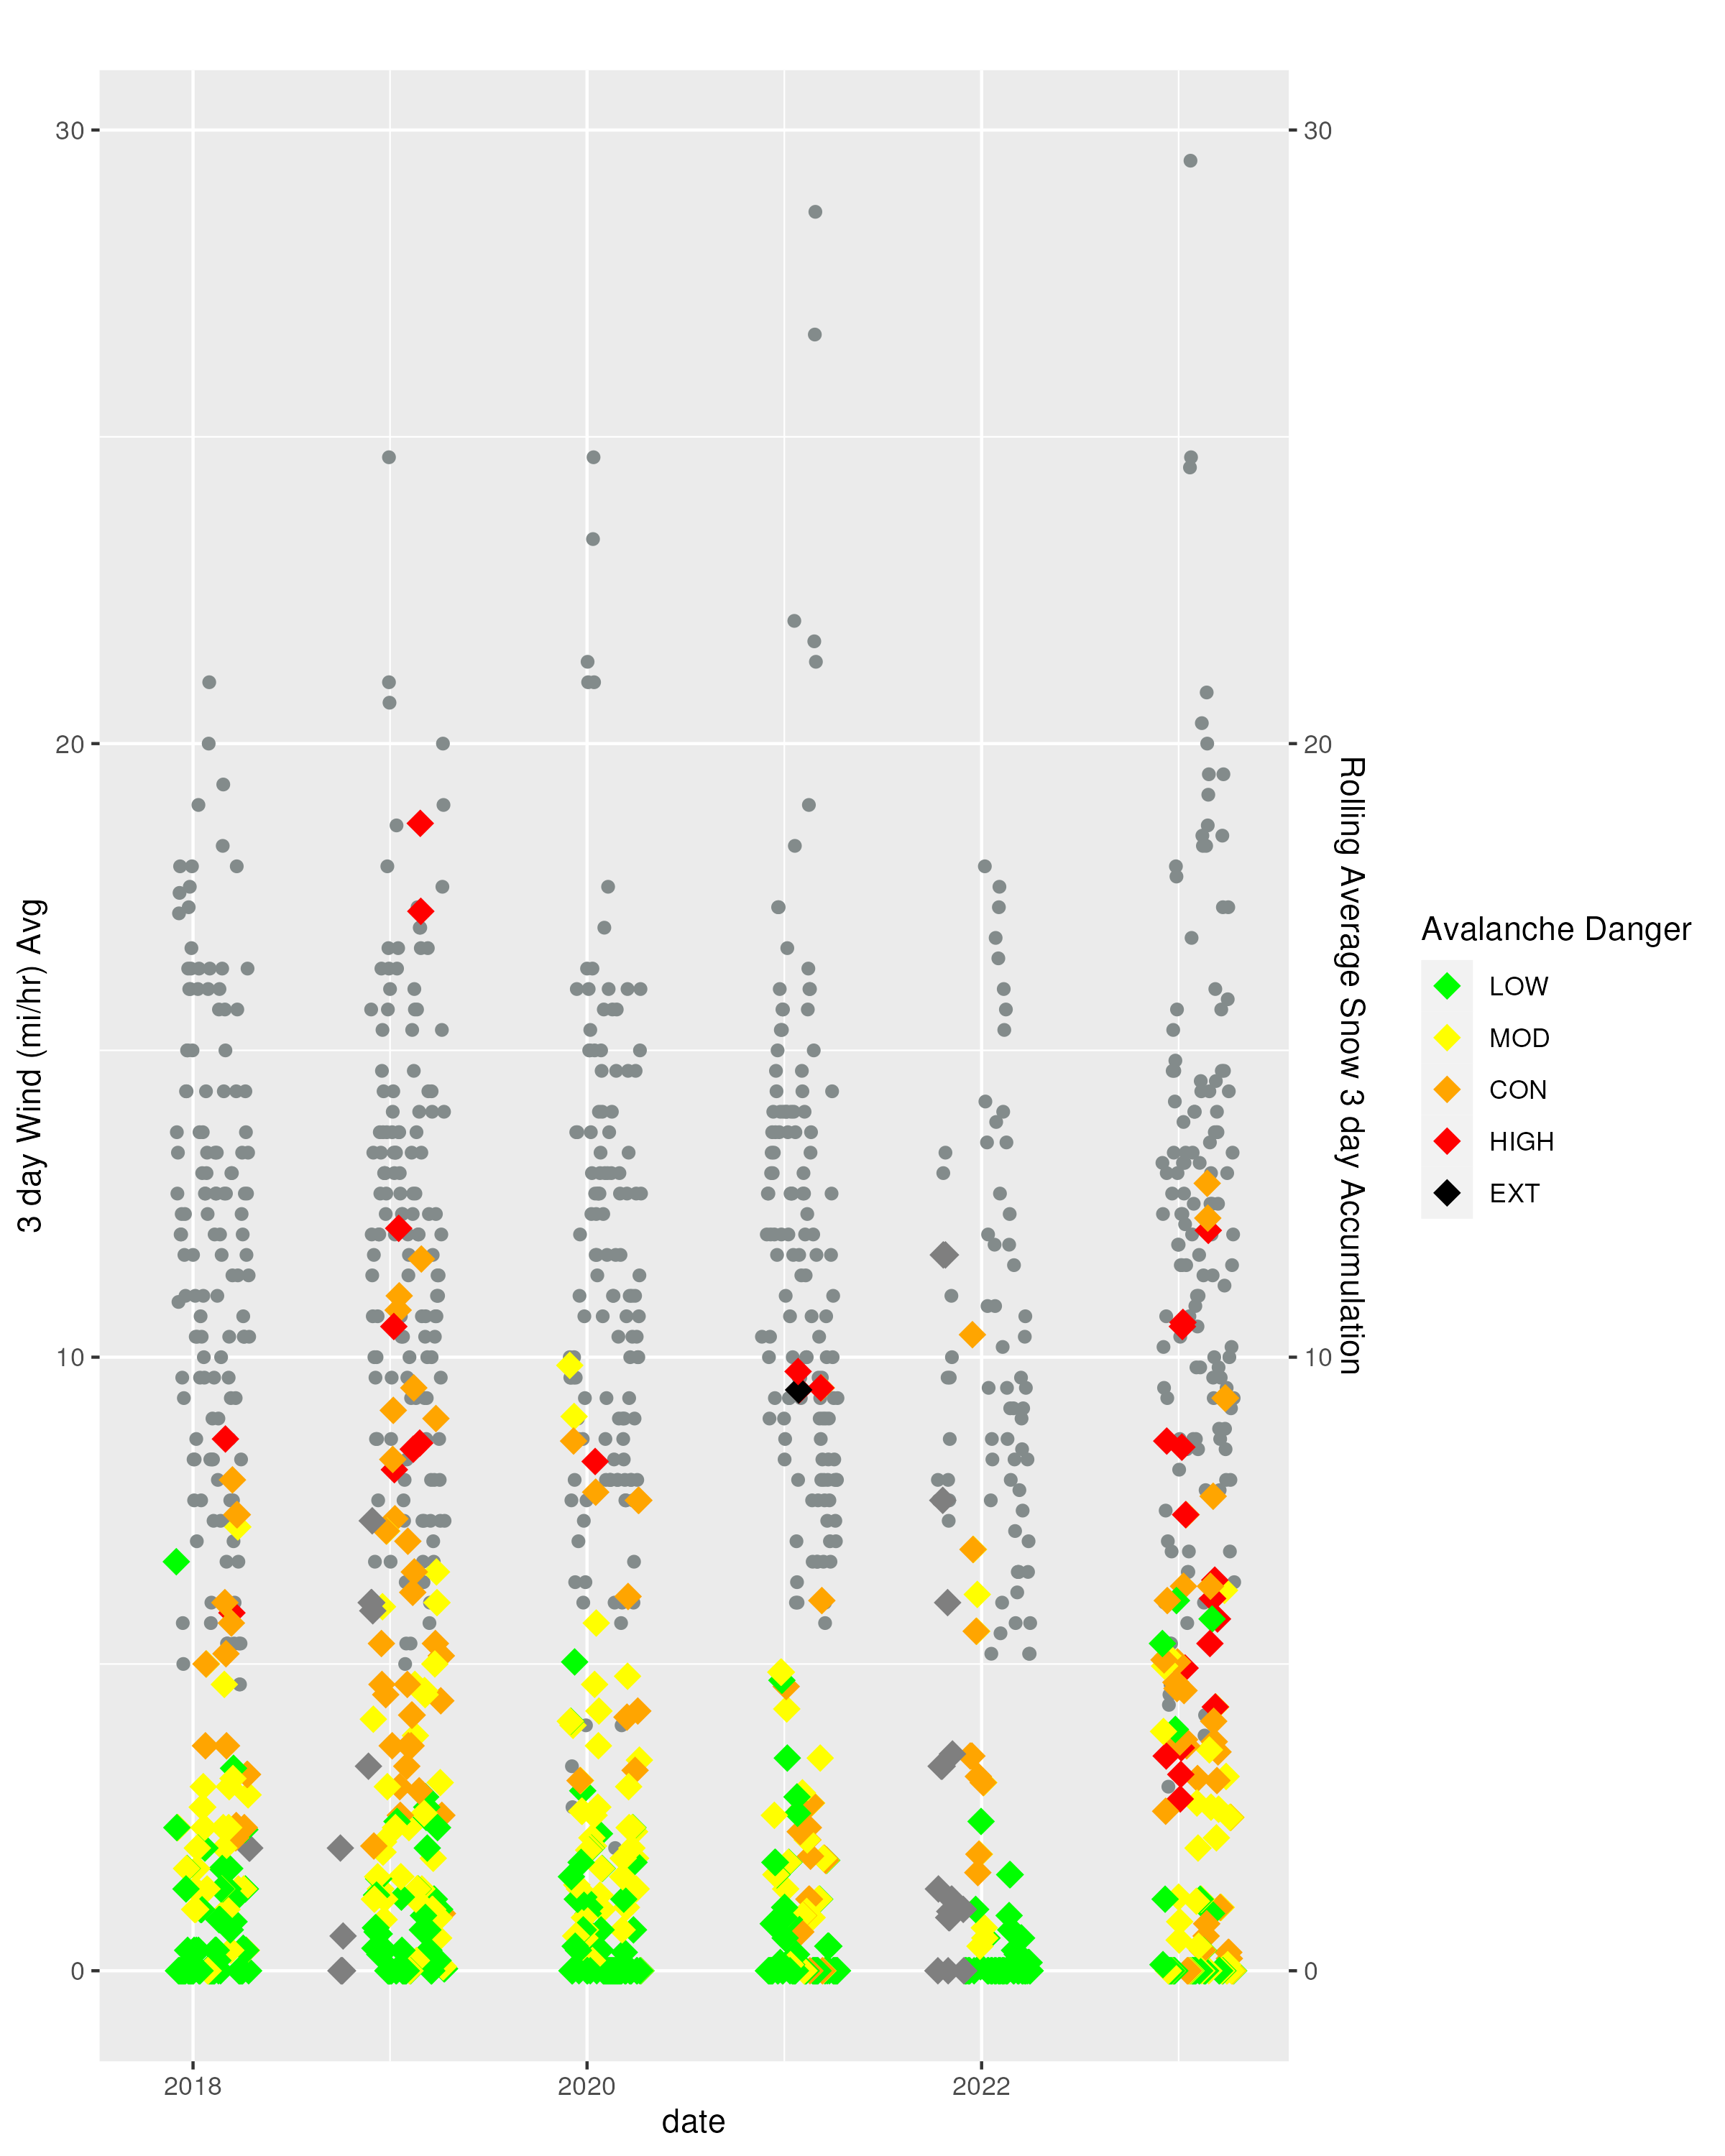 30
20
10
0
3 day Wind (mi/hr) Avg
30
20
10
0
Rolling Average Snow 3 day Accumulation
2018
2020
2022
date
Avalanche Danger
LOW
MOD
CON
HIGH
EXT